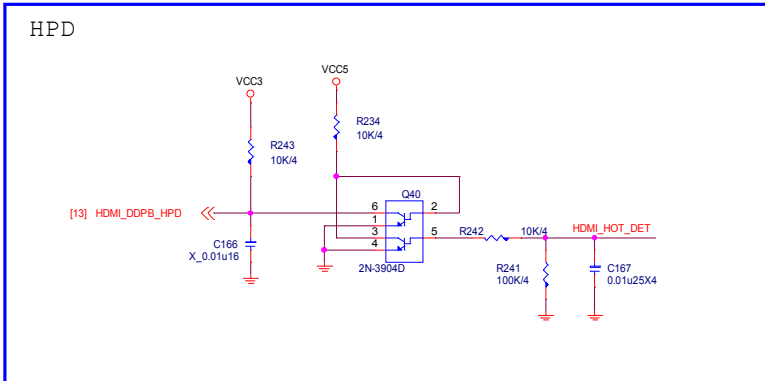 HPD
VCC3
VCC5
R243
10K/4
R234
10K/4
[13] HDMI_DDPB_HPD
C166
X_0.01u16
Q40
6
1
3
4
2
5
2N-3904D
R242
10K/4
HDMI_HOT_DET
R241
100K/4
C167
0.01u25X4